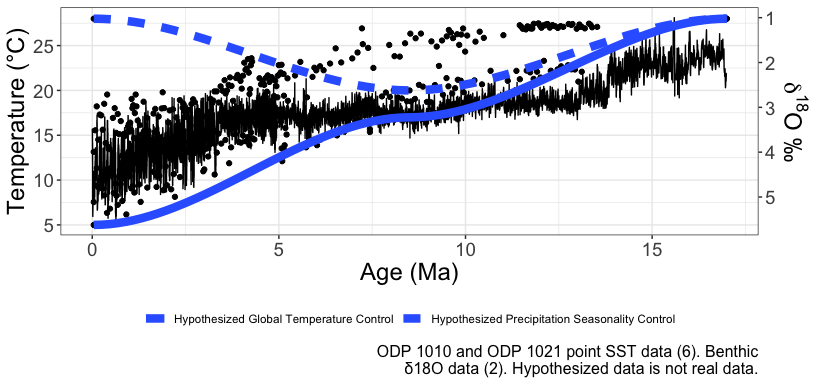 Temperature (°C)
25
20
15
10
5
1
2
3
4
5
δ¹⁸O ‰
0
5
10
15
Age (Ma)
Hypothesized Global Temperature Control
Hypothesized Precipitation Seasonality Control
ODP 1010 and ODP 1021 point SST data (6). Benthic
δ18O data (2). Hypothesized data is not real data.